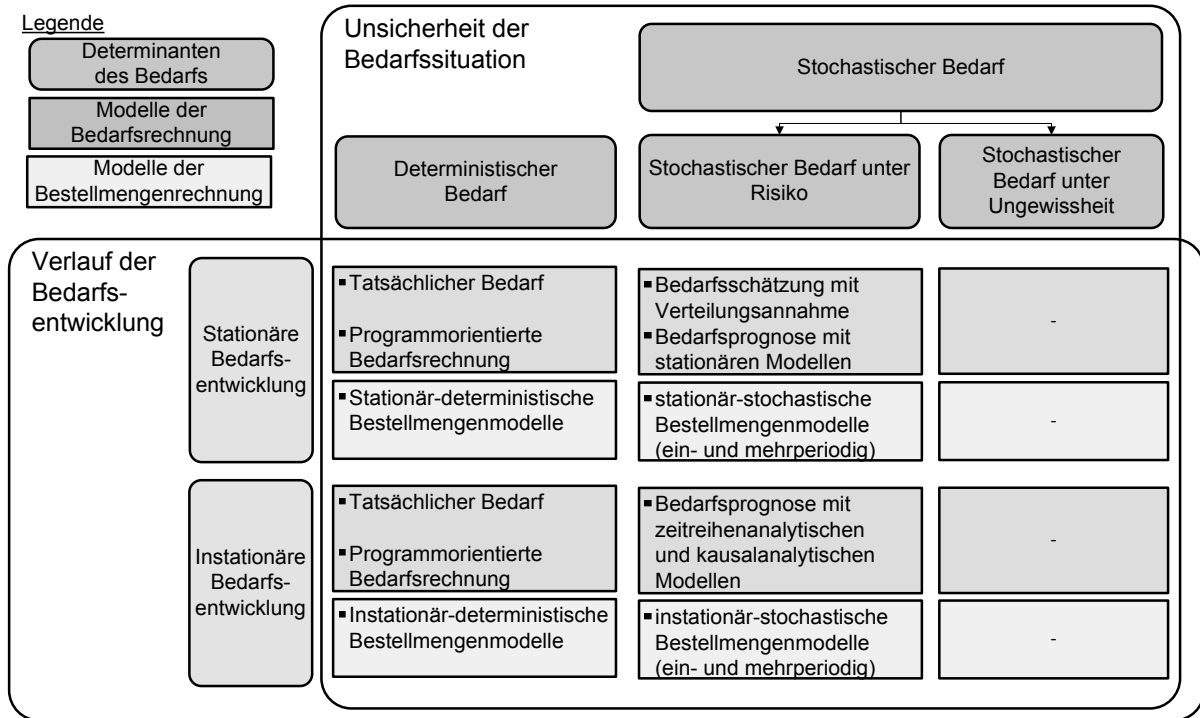 Legende
Determinanten
des Bedarfs
Modelle der
Bedarfsrechnung
Modelle der
Bestellmengenrechnung
Unsicherheit der
Bedarfssituation
Stochastischer Bedarf
Deterministischer
Bedarf
Stochastischer Bedarf unter
Risiko
Stochastischer
Bedarf unter
Ungewissheit
Verlauf der
Bedarfs-
entwicklung
Stationäre
Bedarfs-
entwicklung
▪Tatsächlicher Bedarf
▪Programmorientierte
Bedarfsrechnung
▪Bedarfsschätzung mit
Verteilungsannahme
▪Bedarfsprognose mit
stationären Modellen
-
▪Stationär-deterministische
Bestellmengenmodelle
▪stationär-stochastische
Bestellmengenmodelle
(ein- und mehrperiodig)
-
Instationäre
Bedarfs-
entwicklung
▪Tatsächlicher Bedarf
▪Programmorientierte
Bedarfsrechnung
▪Bedarfsprognose mit
zeitreihenanalytischen
und kausalanalytischen
Modellen
-
▪Instationär-deterministische
Bestellmengenmodelle
▪instationär-stochastische
Bestellmengenmodelle
(ein- und mehrperiodig)
-